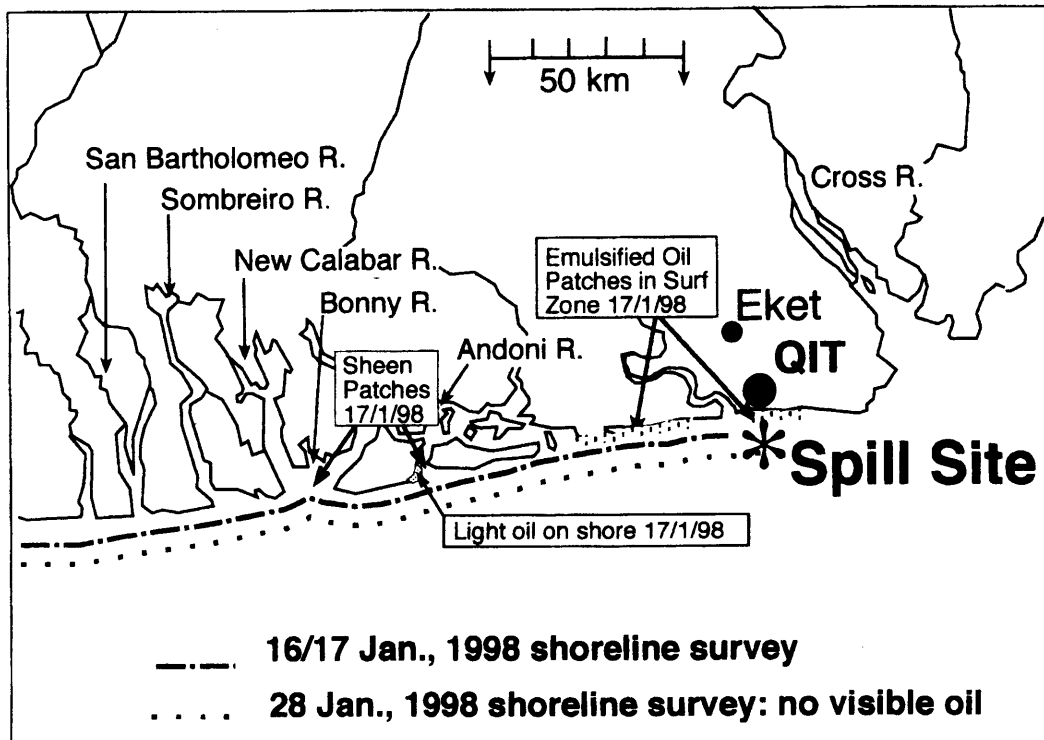 50 km
San Bartholomeo R.
Sombreiro R.
New Calabar R.
Bonny R.
Sheen
Patches
17/1/98
Andoni R.
Emulsified Oil
Patches in Surf
Zone 17/1/98
Cross R.
Eket
QIT
Spill Site
Light oil on shore 17/1/98
16/17 Jan., 1998 shoreline survey
28 Jan., 1998 shoreline survey: no visible oil